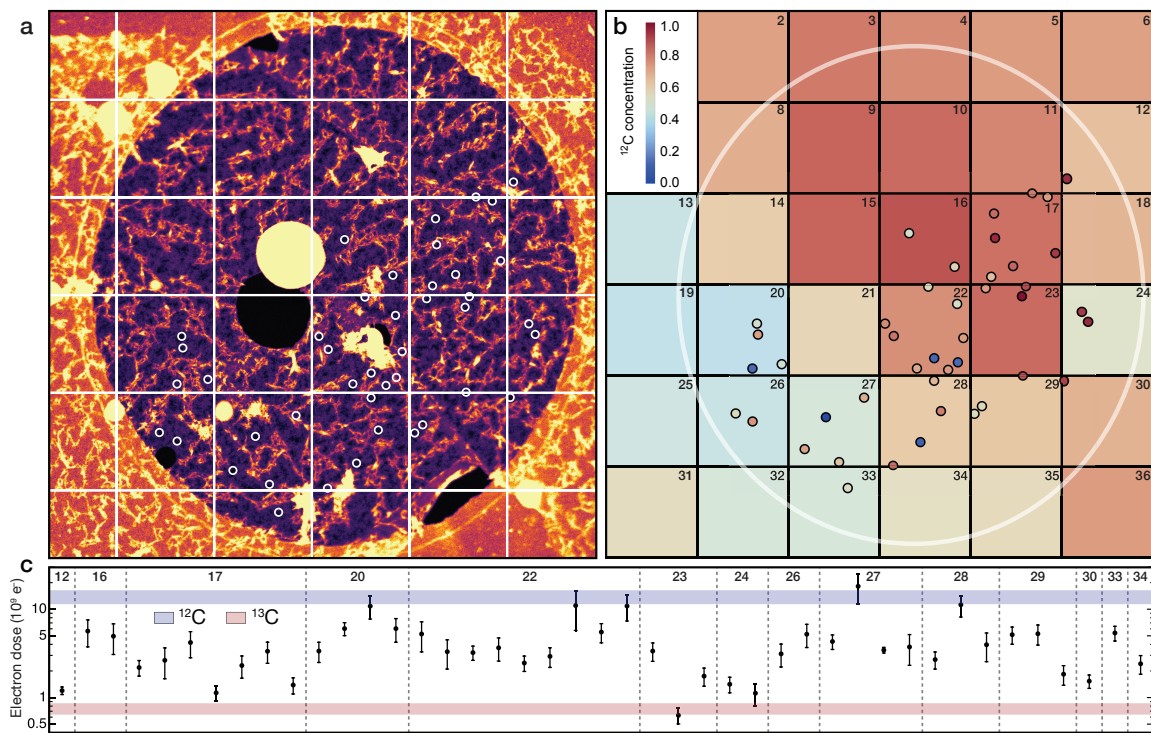 a
b
1.0
0.8
0.6
0.4
0.2
0.0
¹²C concentration
2 3 4 5 6
8 9 10 11 12
13 14 15 16 17 18
19 20 21 22 23 24
25 26 27 28 29 30
31 32 33 34 35 36
c
12 16 17 20 22 23 24 26 27 28 29 30 33 34
Electron dose (10⁹ e⁻)
10
5
1
0.5
¹²C ¹³C